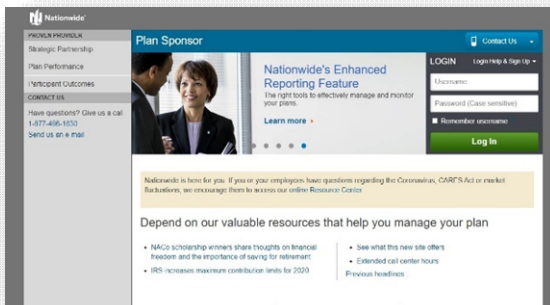 Nationwide
PROVEN PROVIDER
Strategic Partnership
Plan Performance
Participant Outcomes
CONTACT US
Have questions? Give us a call.
1-877-496-1630
Send us an e mail
Plan Sponsor
Contact Us
Nationwide's Enhanced
Reporting Feature
The right tools to effectively manage and monitor
your plans.
Learn more
LOGIN Login Help & Sign Up
Username
Password (Case sensitive)
Remember username
Log In
Nationwide is here for you. If you or your employees have questions regarding the Coronavirus, CARES Act or market
fluctuations, we encourage them to access our online Resource Center
Depend on our valuable resources that help you manage your plan
NACo scholarship winners share thoughts on financial
freedom and the importance of saving for retirement
IRS increases maximum contribution limits for 2020
See what this new site offers
Extended call center hours
Previous headlines...